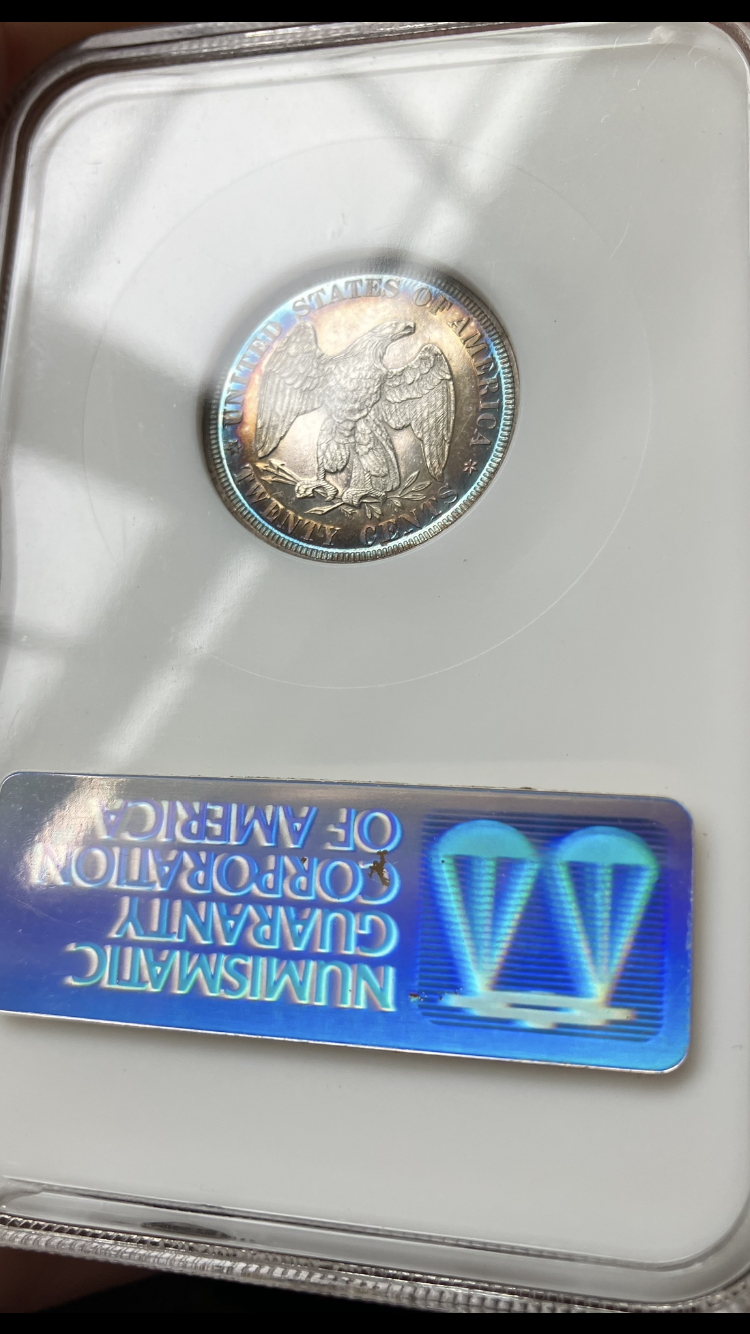 UNITED STATES OF AMERICA
TWENTY CENTS
NUMISMATIC
GUARANTY
CORPORATION
OF AMERICA